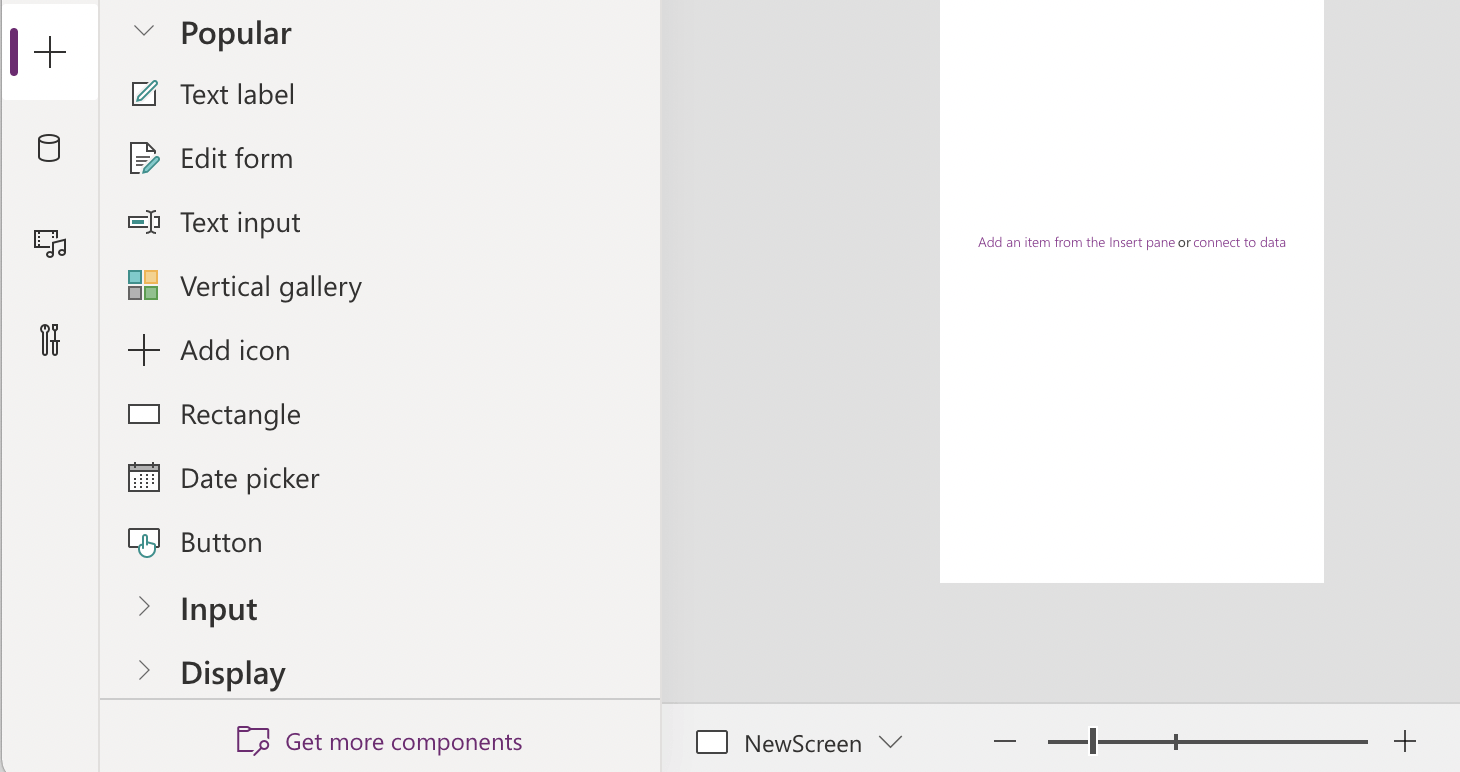 Popular
Text label
Edit form
Text input
Vertical gallery
Add icon
Rectangle
Date picker
Button
Input
Display
Get more components
Add an item from the Insert pane or connect to data
NewScreen